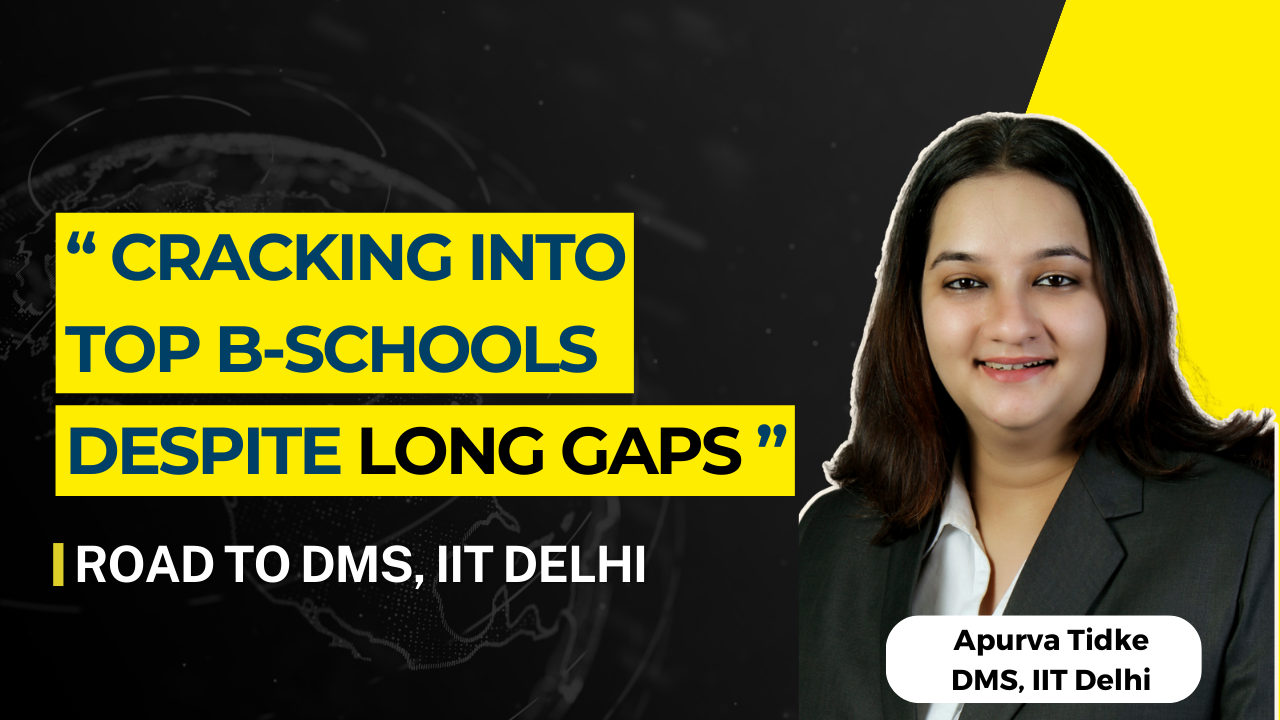 “ CRACKING INTO
TOP B-SCHOOLS
DESPITE LONG GAPS ”
ROAD TO DMS, IIT DELHI
Apurva Tidke
DMS, IIT Delhi